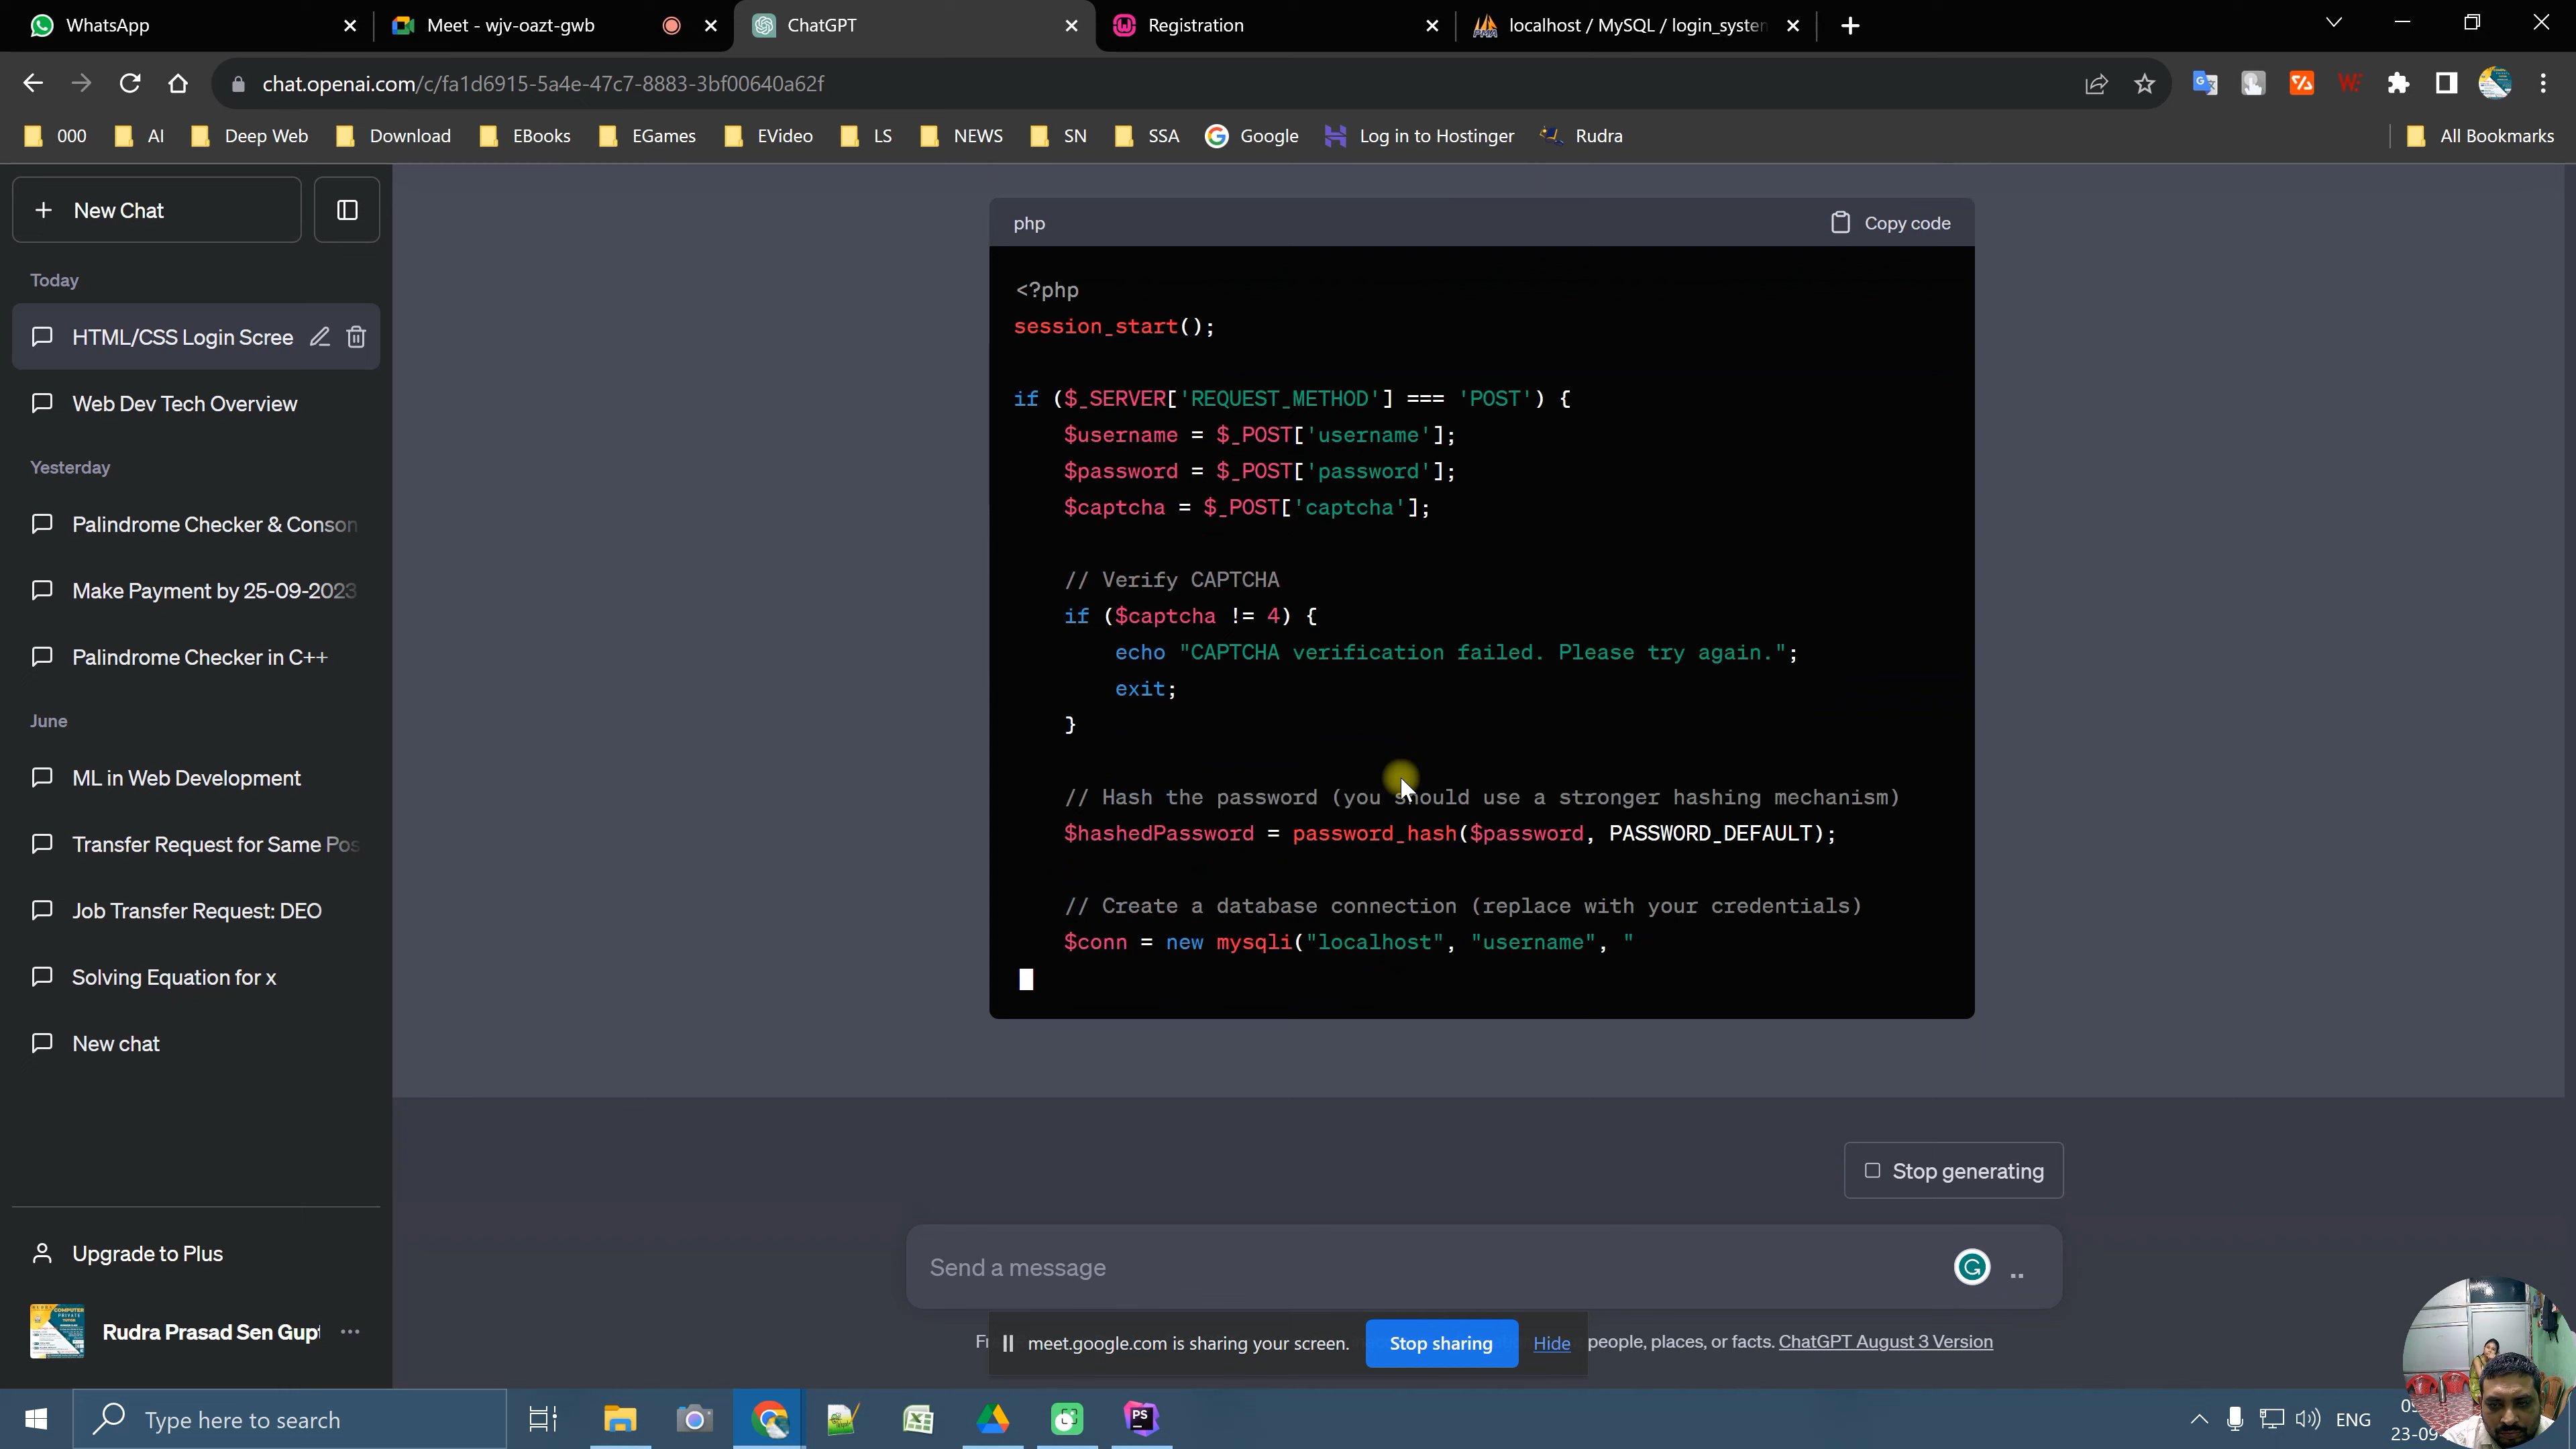 WhatsApp
Meet - wjv-oazt-gwb
ChatGPT
Registration
localhost / MySQL / login_system
chat.openai.com/c/fa1d6915-5a4e-47c7-8883-3bf00640a62f
000
AI
Deep Web
Download
EBooks
EGames
EVideo
LS
NEWS
SN
SSA
Google
Log in to Hostinger
Rudra
All Bookmarks
New Chat
Today
HTML/CSS Login Scree
Web Dev Tech Overview
Yesterday
Palindrome Checker & Conson
Make Payment by 25-09-2023
Palindrome Checker in C++
June
ML in Web Development
Transfer Request for Same Pos
Job Transfer Request: DEO
Solving Equation for x
New chat
Upgrade to Plus
Rudra Prasad Sen Gupt
php
Copy code
<?php
session_start();
if ($_SERVER['REQUEST_METHOD'] === 'POST') {
$username = $_POST['username'];
$password = $_POST['password'];
$captcha = $_POST['captcha'];
// Verify CAPTCHA
if ($captcha != 4) {
echo "CAPTCHA verification failed. Please try again.";
exit;
}
// Hash the password (you should use a stronger hashing mechanism)
$hashedPassword = password_hash($password, PASSWORD_DEFAULT);
// Create a database connection (replace with your credentials)
$conn = new mysqli("localhost", "username", "
Stop generating
Send a message
meet.google.com is sharing your screen.
Stop sharing
Hide
people, places, or facts. ChatGPT August 3 Version
Type here to search
ENG
23-09-